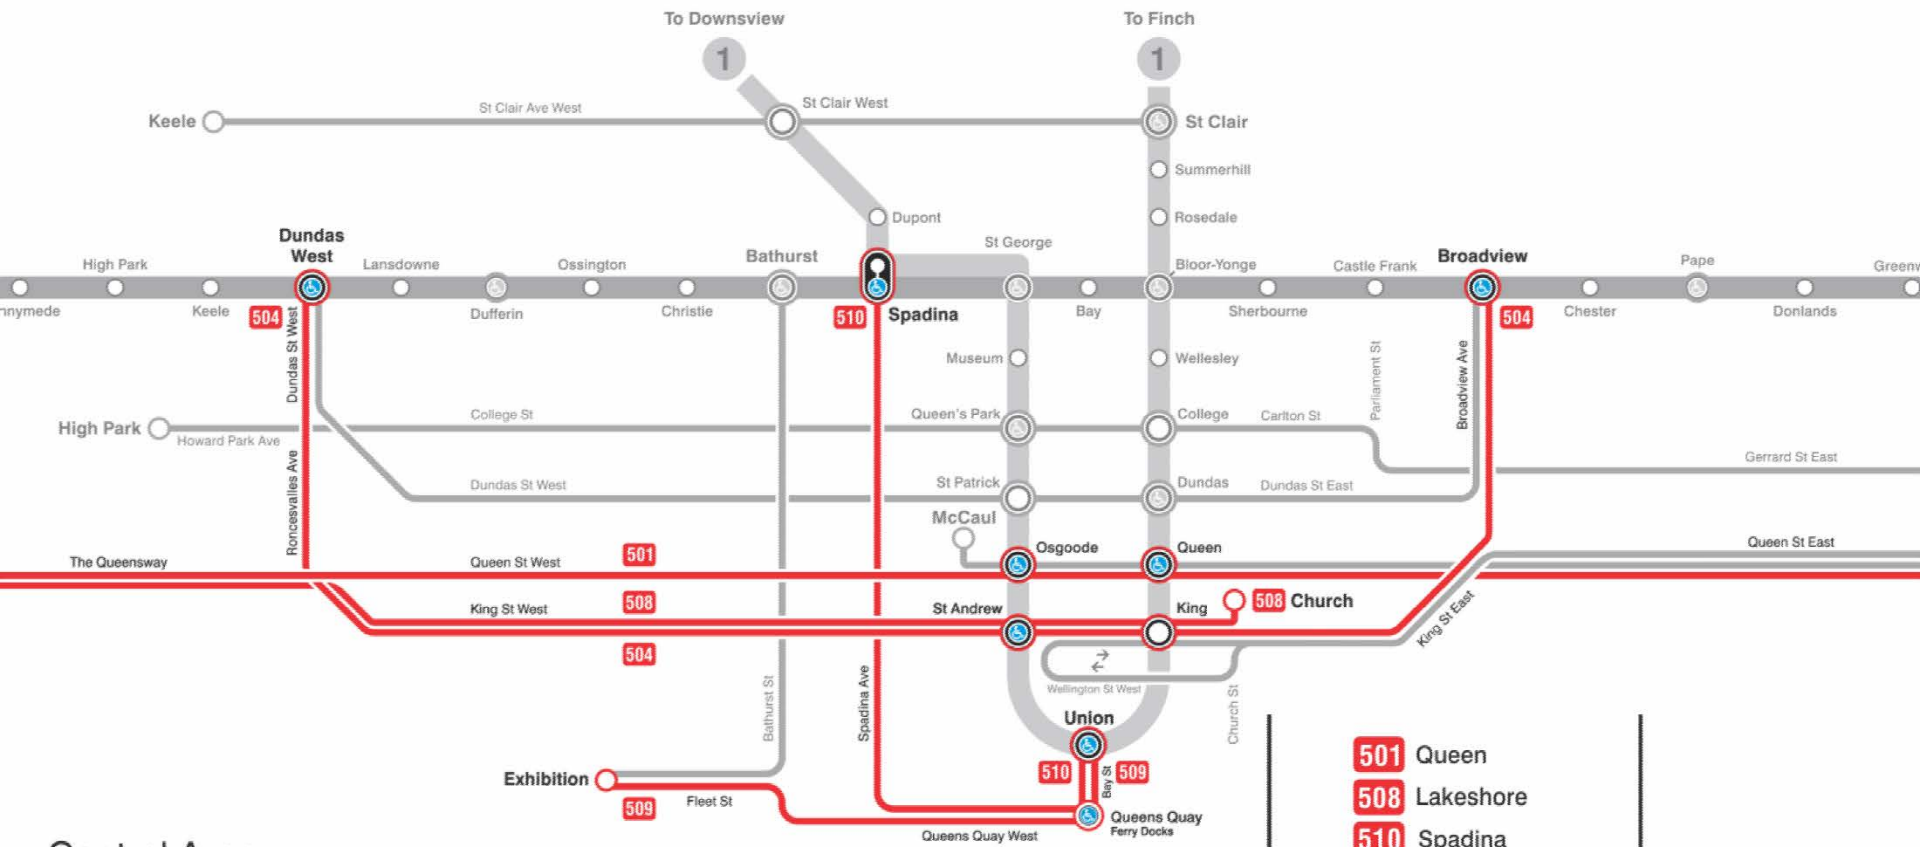 To Downsview
To Finch
1
1
St Clair Ave West
St Clair West
Keele
St Clair
Summerhill
Dupont
Rosedale
Dundas
West
St George
High Park
Lansdowne
Ossington
Bathurst
Bloor-Yonge
Castle Frank
Broadview
Pape
Greenw
nnymede
Keele
504
Dufferin
Christie
510
Spadina
Bay
Sherbourne
504
Chester
Donlands
Dundas St West
Museum
Wellesley
Parliament St
Broadview Ave
High Park
Howard Park Ave
College St
Queen's Park
College
Carlton St
Gerrard St East
Roncesvalles Ave
Dundas St West
St Patrick
Dundas
Dundas St East
McCaul
Osgoode
Queen
Queen St East
The Queensway
Queen St West
501
King St West
508
St Andrew
King
508 Church
504
King St East
Wellington St West
Church St
Bathurst St
Spadina Ave
Union
510
Bay St
509
Exhibition
509
Fleet St
Queens Quay
Ferry Docks
Queens Quay West
501 Queen
508 Lakeshore
510 Spadina